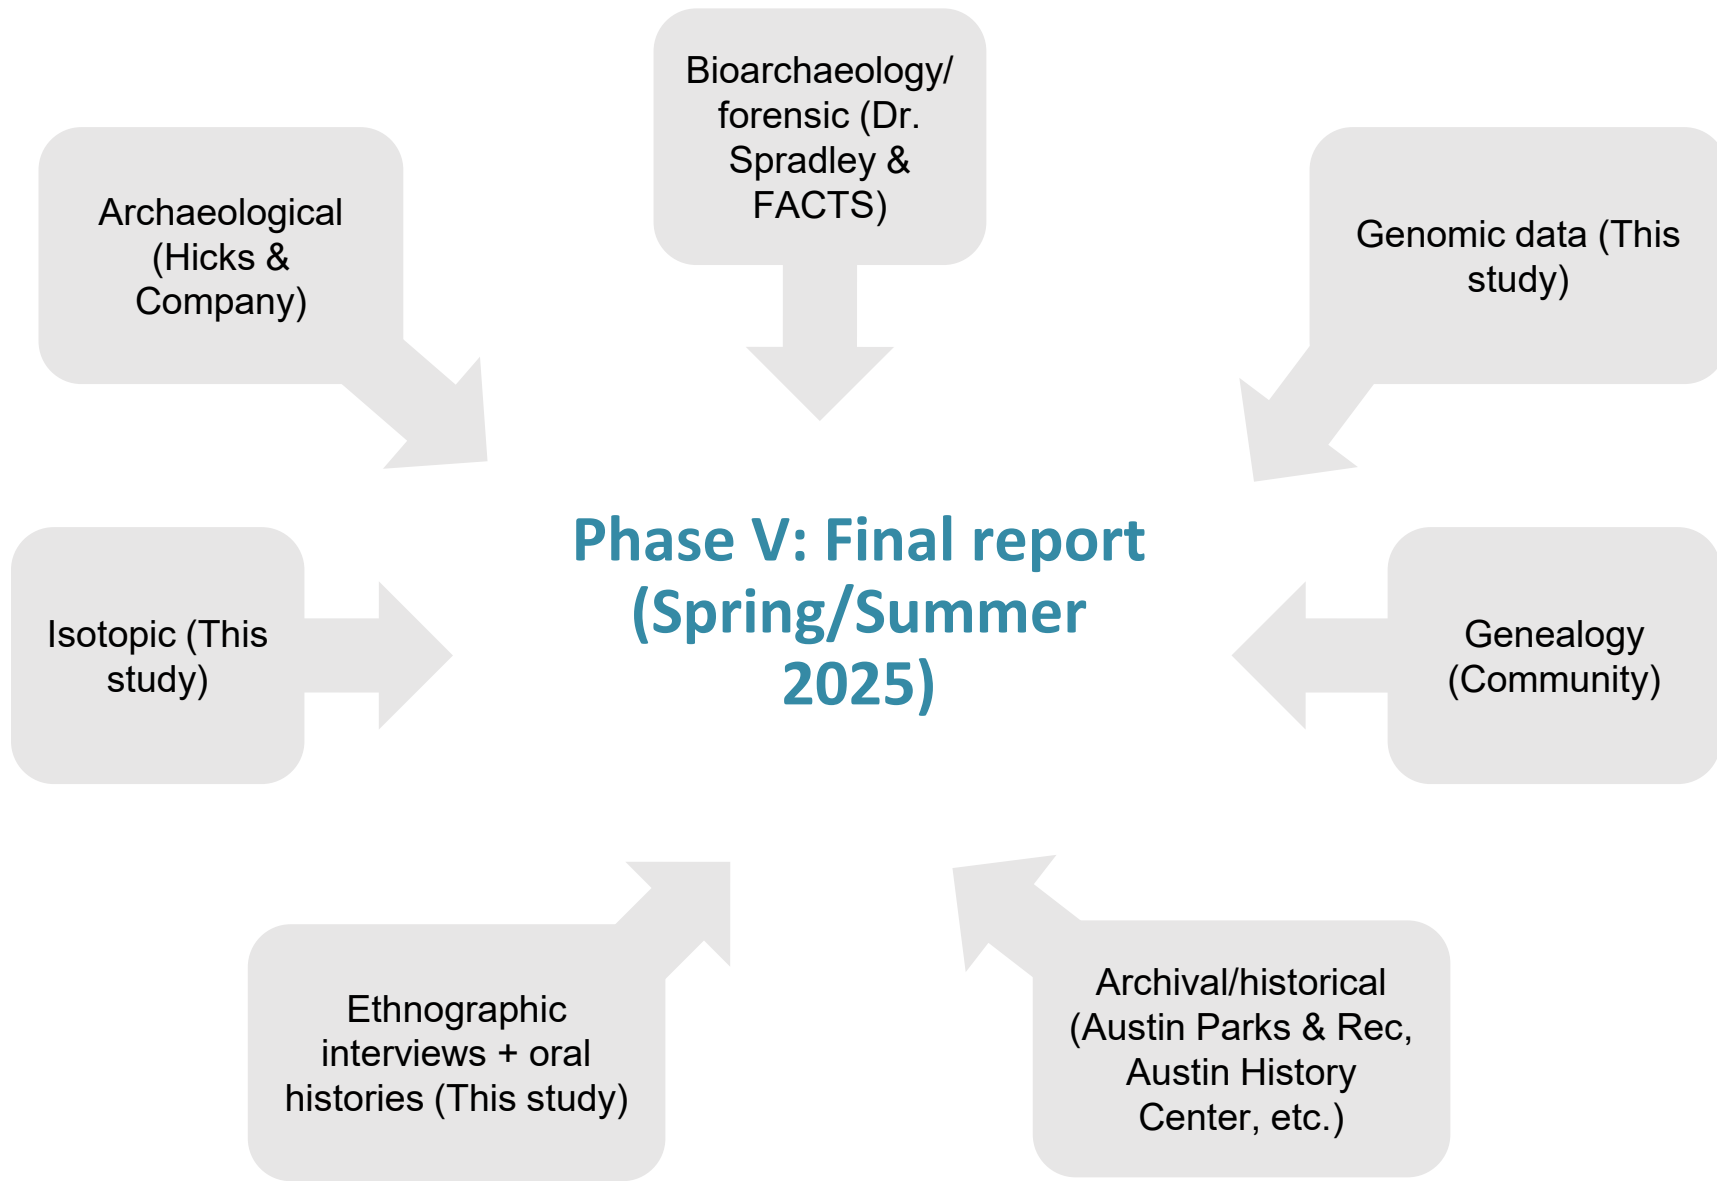 Bioarchaeology/
forensic (Dr.
Spradley &
FACTS)
Archaeological
(Hicks &
Company)
Genomic data (This
study)
Phase V: Final report
(Spring/Summer
2025)
Isotopic (This
study)
Genealogy
(Community)
Ethnographic
interviews + oral
histories (This study)
Archival/historical
(Austin Parks & Rec,
Austin History
Center, etc.)